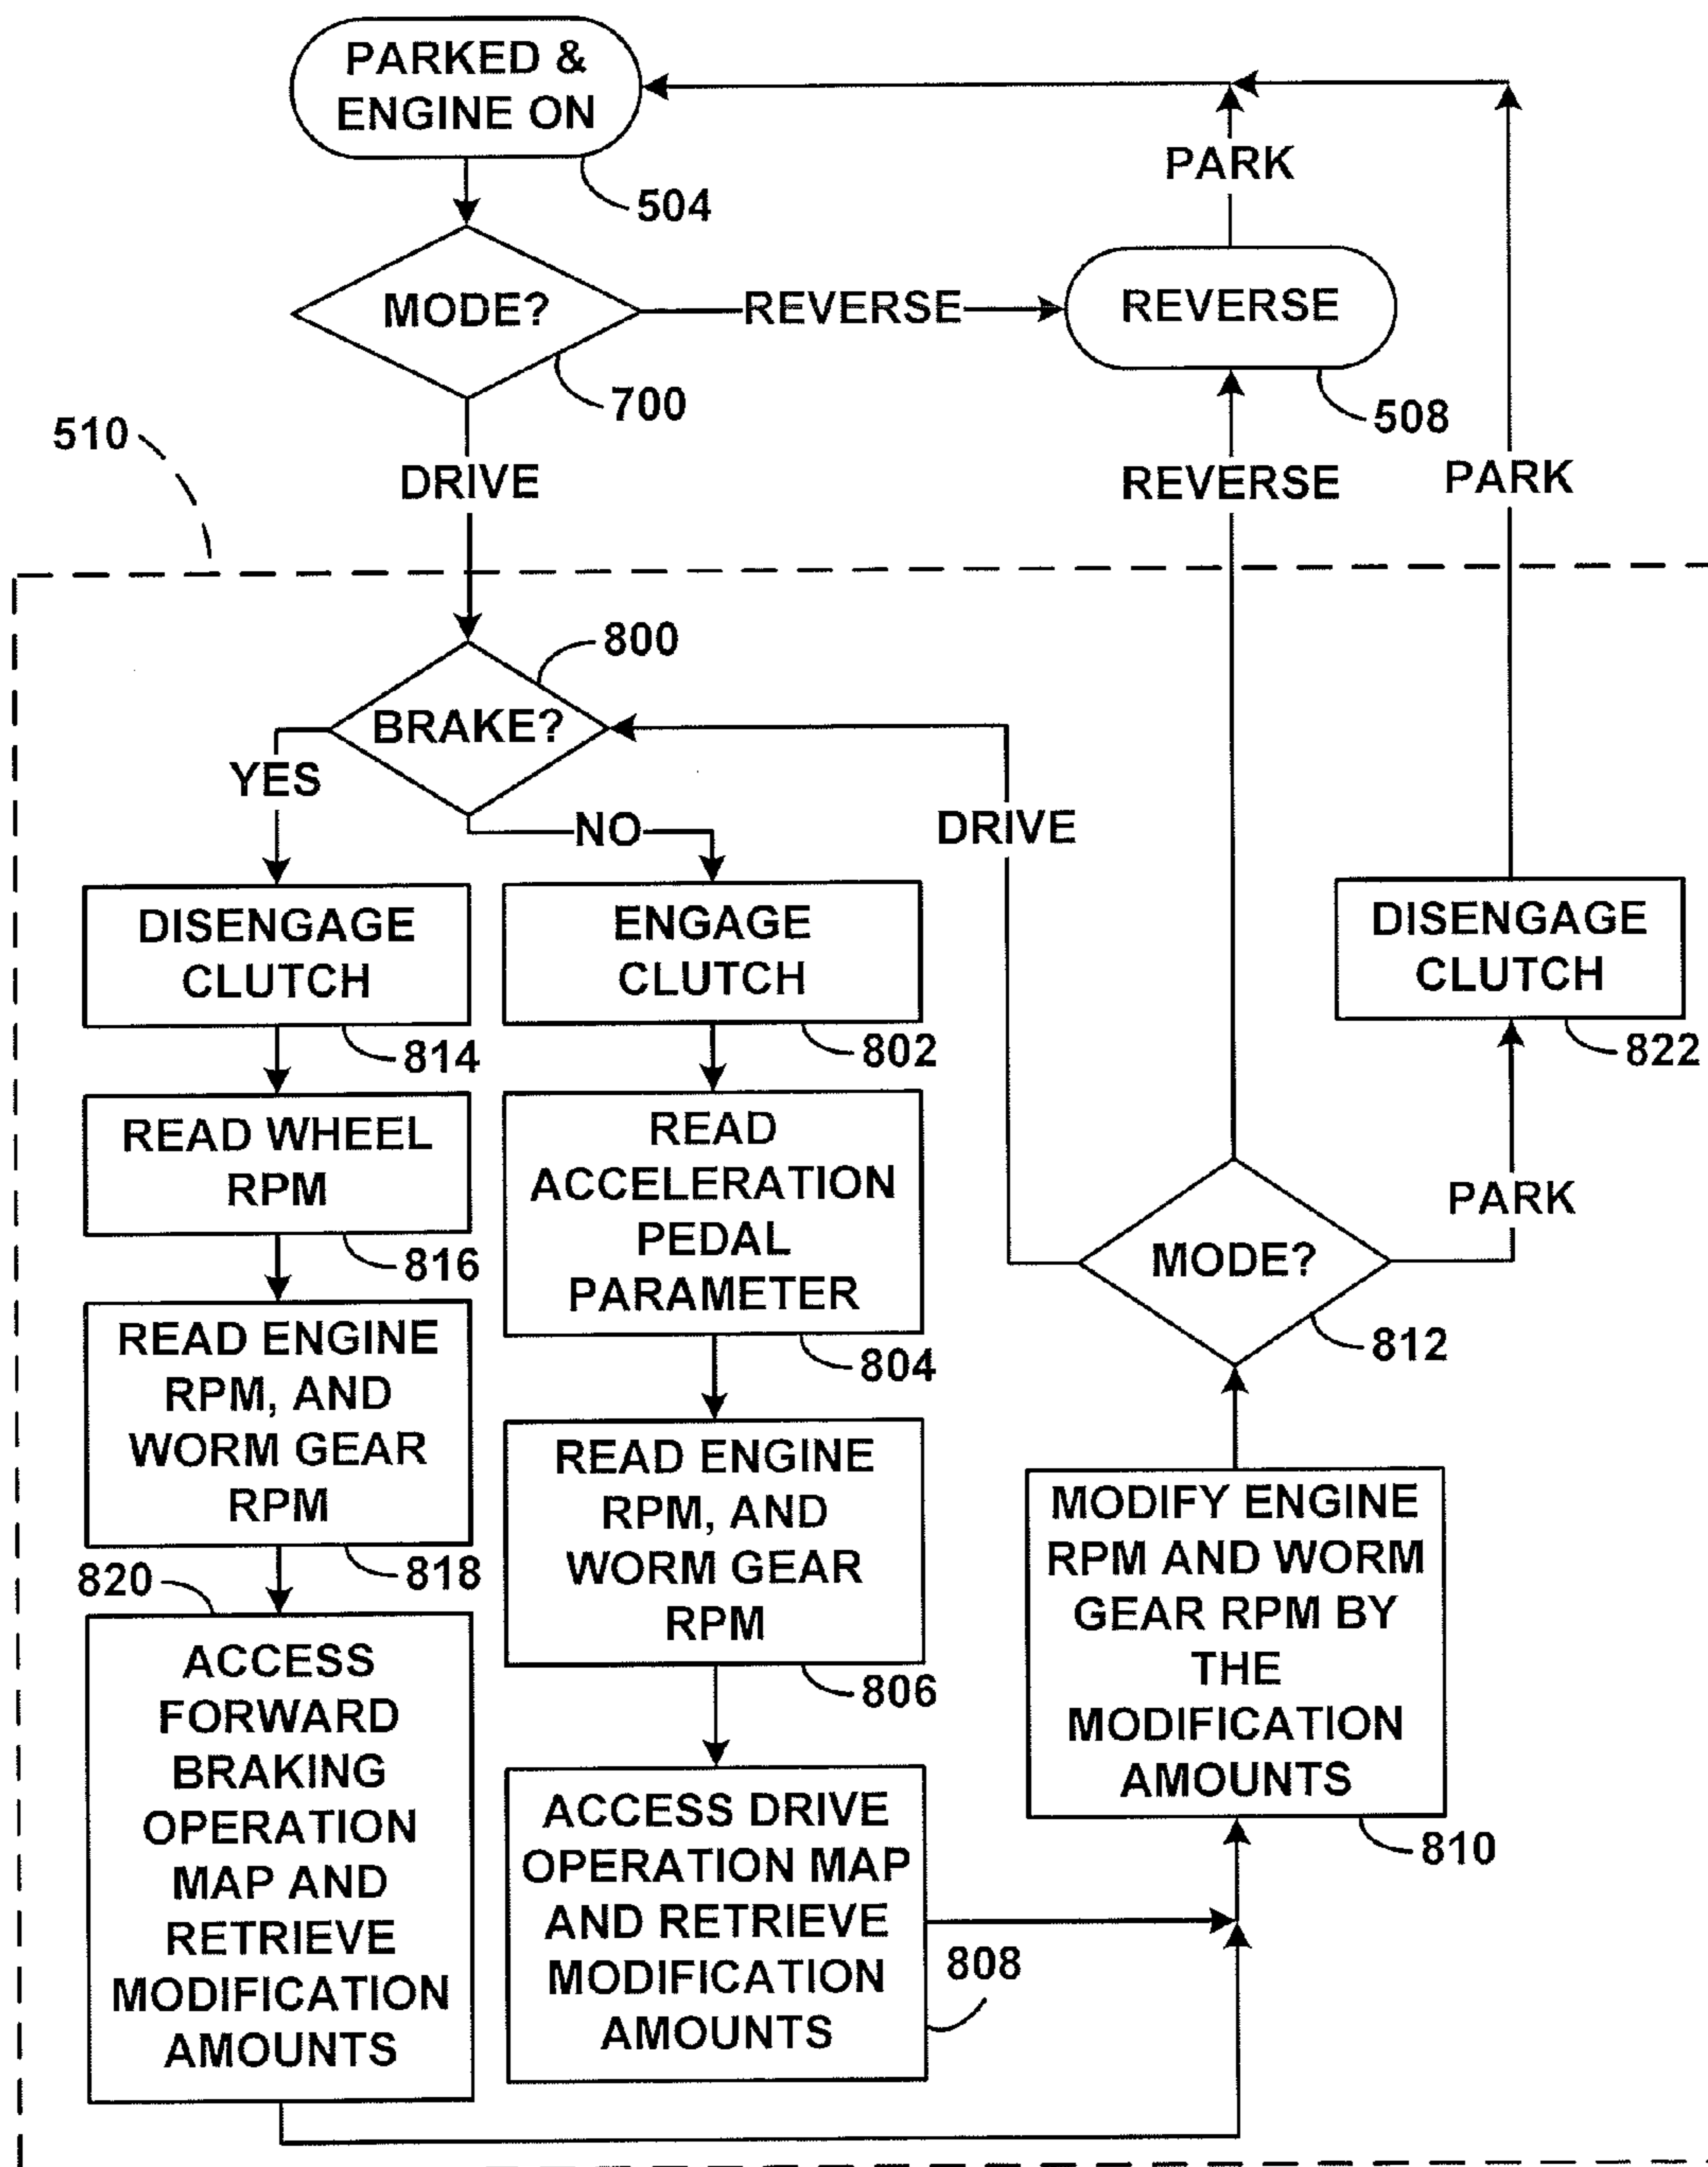 PARKED &
ENGINE ON
504
PARK
MODE?
REVERSE
REVERSE
700
508
510
DRIVE
REVERSE
PARK
800
BRAKE?
YES
NO
DRIVE
DISENGAGE
CLUTCH
814
ENGAGE
CLUTCH
802
DISENGAGE
CLUTCH
822
READ WHEEL
RPM
816
READ
ACCELERATION
PEDAL
PARAMETER
804
MODE?
PARK
812
READ ENGINE
RPM, AND
WORM GEAR
RPM
818
READ ENGINE
RPM, AND
WORM GEAR
RPM
806
MODIFY ENGINE
RPM AND WORM
GEAR RPM BY
THE
MODIFICATION
AMOUNTS
810
820
ACCESS
FORWARD
BRAKING
OPERATION
MAP AND
RETRIEVE
MODIFICATION
AMOUNTS
ACCESS DRIVE
OPERATION MAP
AND RETRIEVE
MODIFICATION
AMOUNTS
808